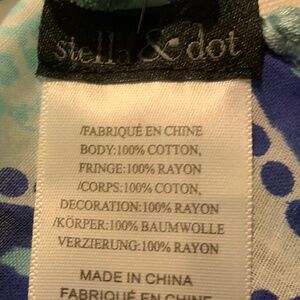 stella & dot
/FABRIQUÉ EN CHINE
BODY:100% COTTON,
FRINGE:100% RAYON
/CORPS:100% COTON,
DECORATION:100% RAYON
/KÖRPER:100% BAUMWOLLE
VERZIERUNG:100% RAYON
MADE IN CHINA
FABRIQUÉ EN CHINE